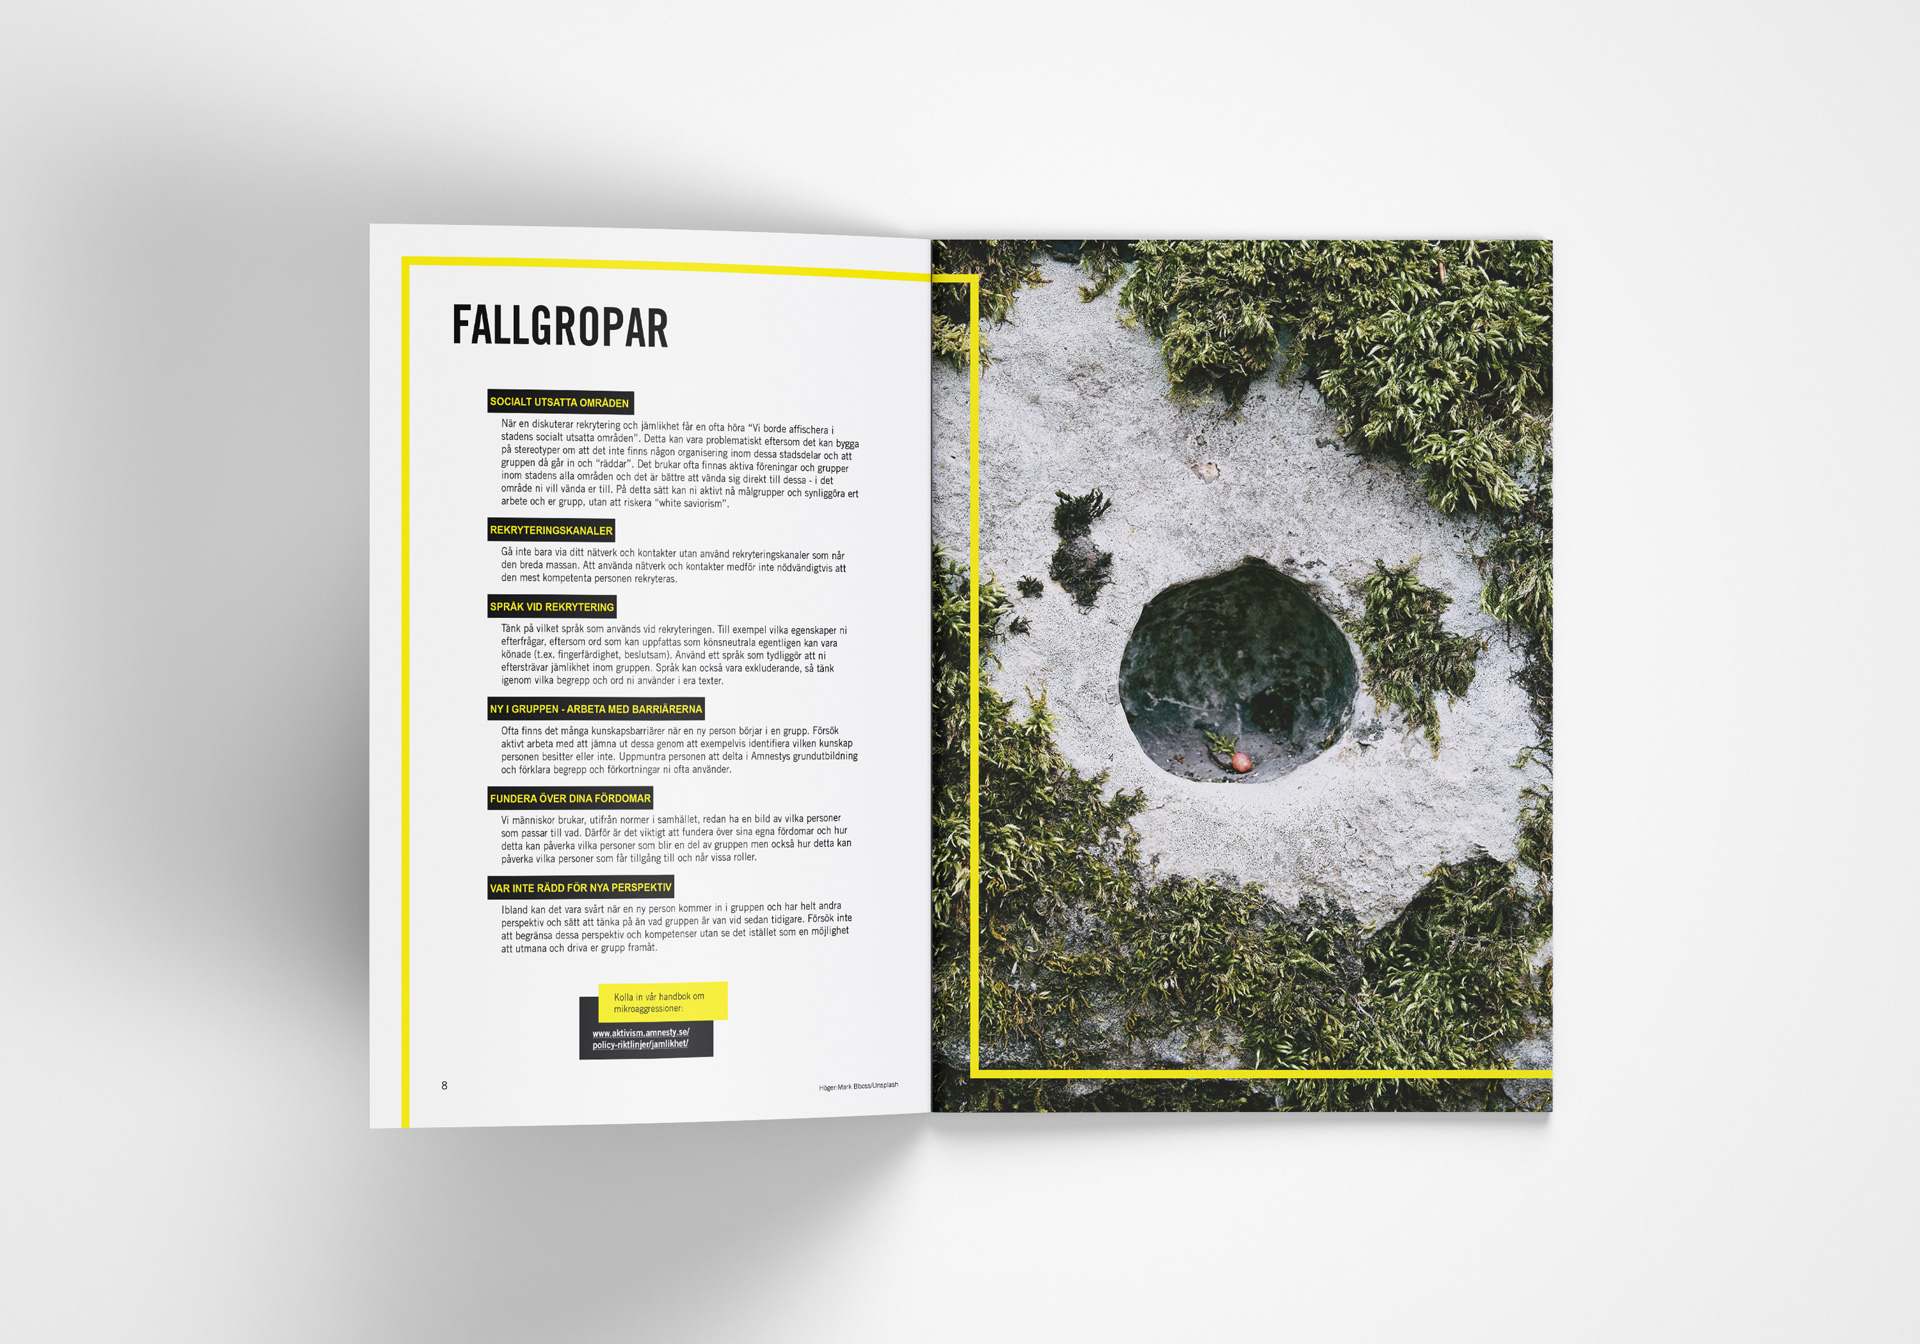 FALLGROPAR
SOCIALT UTSATTA OMRÅDEN
När en diskuterar rekrytering och jämlikhet får en ofta höra “Vi borde affischera i
stadens socialt utsatta områden”. Detta kan vara problematiskt eftersom det kan bygga
på stereotyper om att det inte finns någon organisering inom dessa stadsdelar och att
gruppen då går in och “räddar”. Det brukar ofta finnas aktiva föreningar och grupper
inom stadens alla områden och det är bättre att vända sig direkt till dessa - i det
område ni vill vända er till. På detta sätt kan ni aktivt nå målgrupper och synliggöra ert
arbete och er grupp, utan att riskera “white saviorism”.
REKRYTERINGSKANALER
Gå inte bara via ditt nätverk och kontakter utan använd rekryteringskanaler som når
den breda massan. Att använda nätverk och kontakter medför inte nödvändigtvis att
den mest kompetenta personen rekryteras.
SPRÅK VID REKRYTERING
Tänk på vilket språk som används vid rekryteringen. Till exempel vilka egenskaper ni
efterfrågar, eftersom ord som kan uppfattas som könsneutrala egentligen kan vara
könade (t.ex. fingerfärdighet, beslutsam). Använd ett språk som tydliggör att ni
eftersträvar jämlikhet inom gruppen. Språk kan också vara exkluderande, så tänk
igenom vilka begrepp och ord ni använder i era texter.
NY I GRUPPEN - ARBETA MED BARRIÄRERNA
Ofta finns det många kunskapsbarriärer när en ny person börjar i en grupp. Försök
aktivt arbeta med att jämna ut dessa genom att exempelvis identifiera vilken kunskap
personen besitter eller inte. Uppmuntra personen att delta i Amnestys grundutbildning
och förklara begrepp och förkortningar ni ofta använder.
FUNDERA ÖVER DINA FÖRDOMAR
Vi människor brukar, utifrån normer i samhället, redan ha en bild av vilka personer
som passar till vad. Därför är det viktigt att fundera över sina egna fördomar och hur
detta kan påverka vilka personer som blir en del av gruppen men också hur detta kan
påverka vilka personer som får tillgång till och når vissa roller.
VAR INTE RÄDD FÖR NYA PERSPEKTIV
Ibland kan det vara svårt när en ny person kommer in i gruppen och har helt andra
perspektiv och sätt att tänka på än vad gruppen är van vid sedan tidigare. Försök inte
att begränsa dessa perspektiv och kompetenser utan se det istället som en möjlighet
att utmana och driva er grupp framåt.
Kolla in vår handbok om
mikroaggressioner:
www.aktivism.amnesty.se/
policy-riktlinjer/jamlikhet/
8
Höger:Mark Bboss/Unsplash